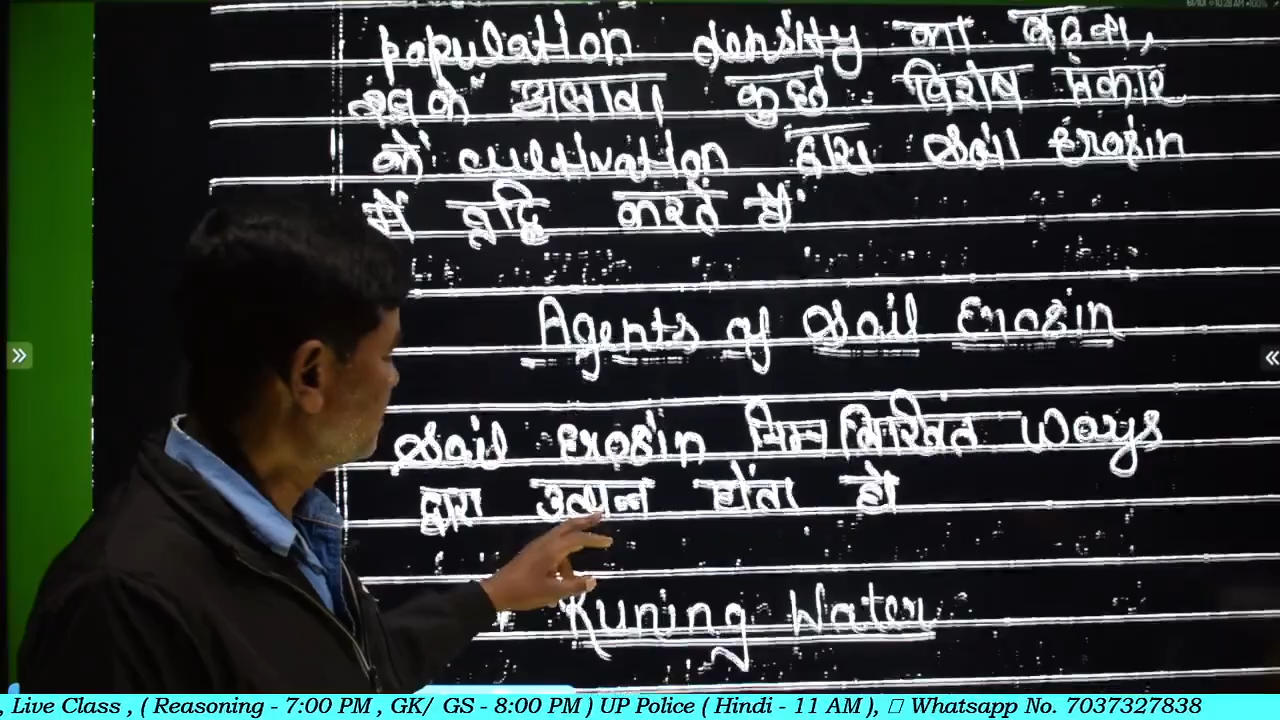 population density का बढ़ना,
इसके अलावा कुछ विशेष प्रकार
के cultivation द्वारा Soil Erosin
में वृद्धि करते है
Agents of Soil Erosin
Soil Erosin निम्नलिखित Ways
द्वारा उत्पन्न होता है
Runing Water
, Live Class , ( Reasoning - 7:00 PM , GK/ GS - 8:00 PM ) UP Police ( Hindi - 11 AM ), Whatsapp No. 7037327838